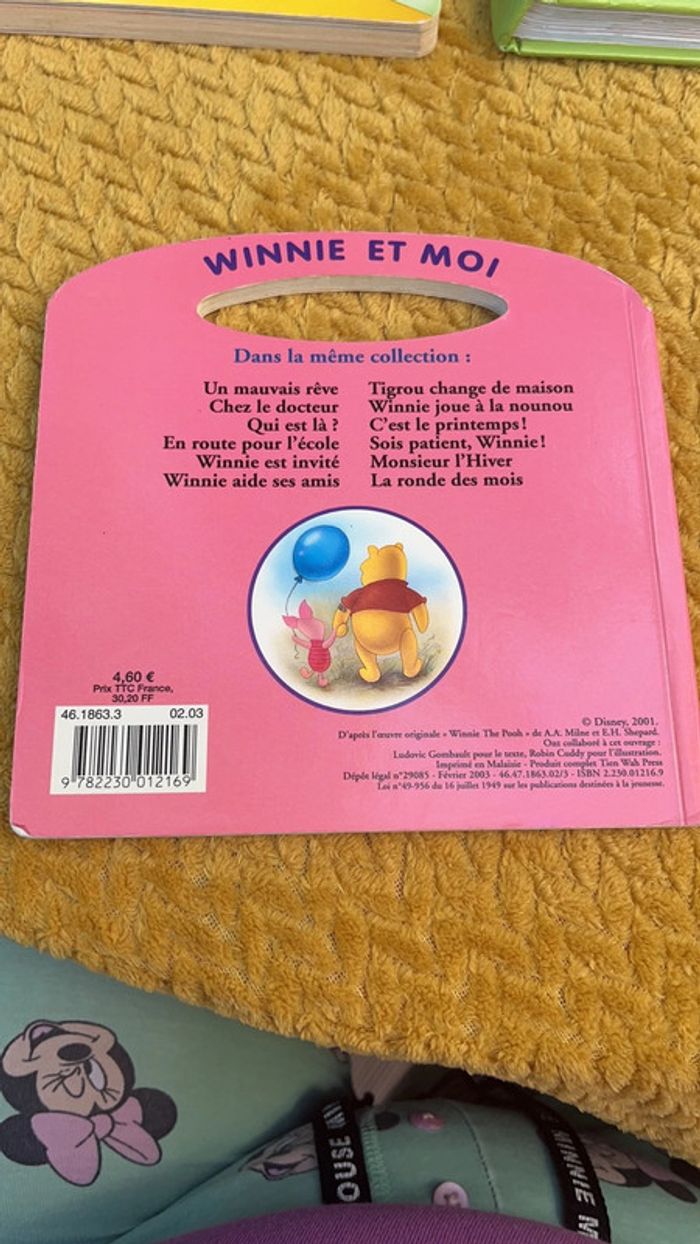 WINNIE ET MOI
Dans la même collection :
Un mauvais rêve
Chez le docteur
Qui est là ?
En route pour l'école
Winnie est invité
Winnie aide ses amis
Tigrou change de maison
Winnie joue à la nounou
C'est le printemps !
Sois patient, Winnie !
Monsieur l'Hiver
La ronde des mois
4,60 €
Prix TTC France,
30,20 FF
46.1863.3 02.03
9 782230 012169
© Disney, 2001.
D'après l'œuvre originale « Winnie The Pooh » de A.A. Milne et E.H. Shepard.
Ont collaboré à cet ouvrage :
Ludovic Gombault pour le texte, Robin Cuddy pour l'illustration.
Imprimé en Malaisie - Produit complet Tien Wah Press
Dépôt légal n°29085 - Février 2003 - 46.47.1863.02/3 - ISBN 2.230.01216.9
Loi n°49-956 du 16 juillet 1949 sur les publications destinées à la jeunesse.
OUSE
MINNIE M